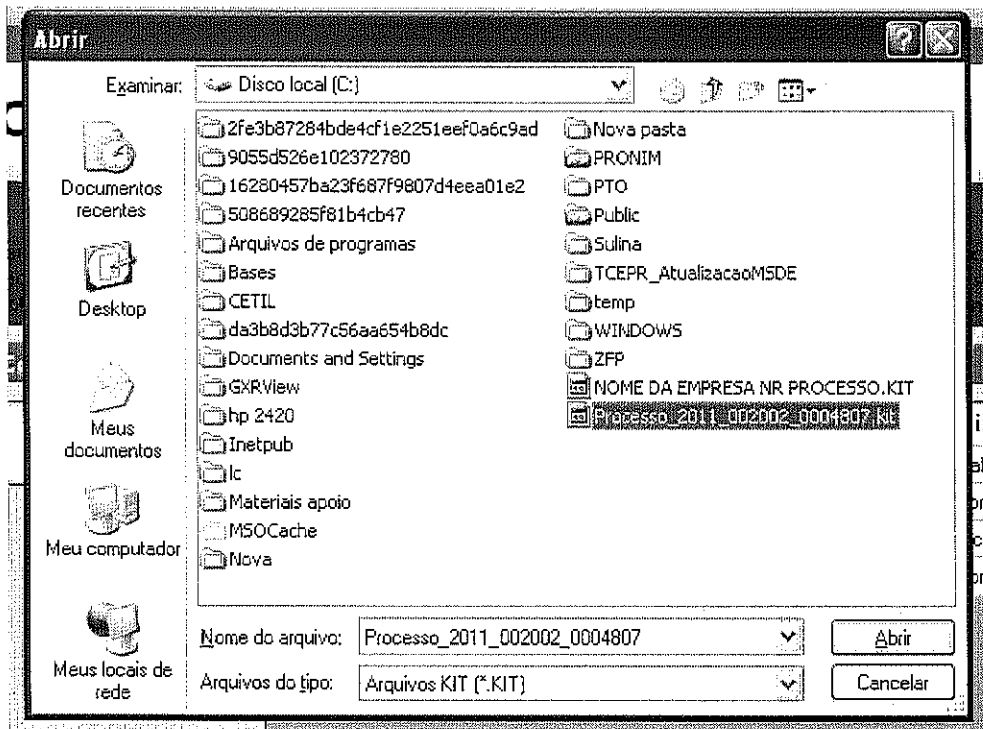 Abrir
Examinar:
Disco local (C:)
Documentos
recentes
Desktop
Meus
documentos
Meu computador
Meus locais de
rede
2fe3b87284bde4cf1e2251eef0a6c9ad
9055d526e102372780
16280457ba23f687f9807d4eea01e2
508689285f81b4cb47
Arquivos de programas
Bases
CETIL
da3b8d3b77c56aa654b8dc
Documents and Settings
GXRView
hp 2420
Inetpub
lc
Materiais apoio
MSOCache
Nova
Nova pasta
PRONIM
PTO
Public
Sulina
TCEPR_AtualizacaoMSDE
temp
WINDOWS
ZFP
NOME DA EMPRESA NR PROCESSO.KIT
Processo_2011_002002_0004807.kit
Nome do arquivo:
Processo_2011_002002_0004807
Abrir
Arquivos do tipo:
Arquivos KIT (*.KIT)
Cancelar